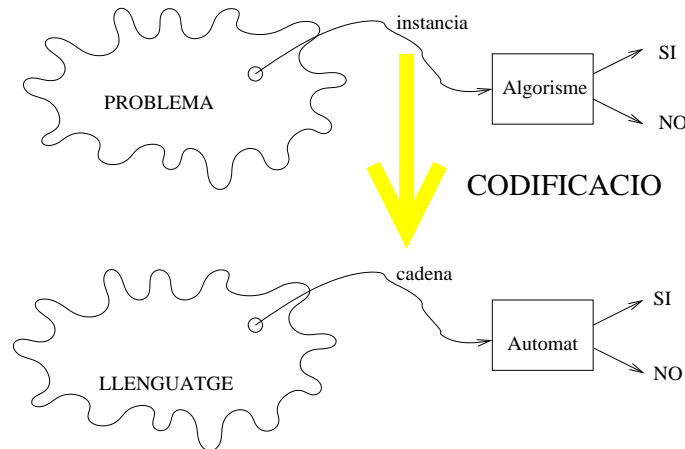 instancia
SI
PROBLEMA
Algorisme
NO
CODIFICACIO
cadena
SI
Automat
LLENGUATGE
NO